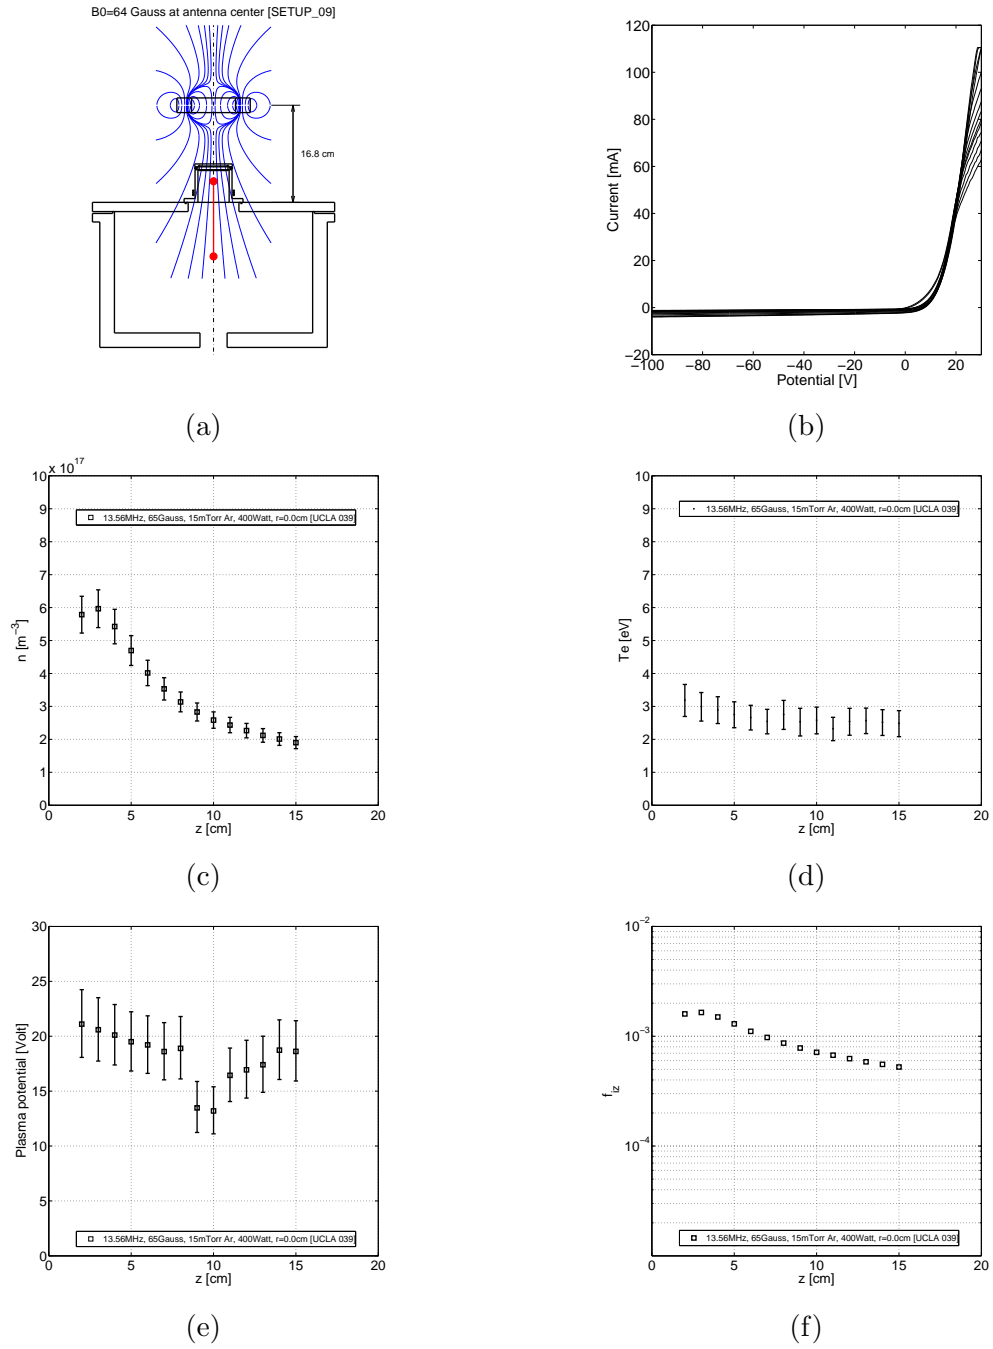 B0=64 Gauss at antenna center [SETUP_09]
16.8 cm
(a)
120
100
80
60
40
20
0
−20
−100 −80 −60 −40 −20 0 20
Current [mA]
Potential [V]
(b)
x 10^17
10
9
8
7
6
5
4
3
2
1
0
0 5 10 15 20
n [m^−3]
z [cm]
13.56MHz, 65Gauss, 15mTorr Ar, 400Watt, r=0.0cm [UCLA 039]
(c)
10
9
8
7
6
5
4
3
2
1
0
0 5 10 15 20
Te [eV]
z [cm]
13.56MHz, 65Gauss, 15mTorr Ar, 400Watt, r=0.0cm [UCLA 039]
(d)
30
25
20
15
10
5
0
0 5 10 15 20
Plasma potential [Volt]
z [cm]
13.56MHz, 65Gauss, 15mTorr Ar, 400Watt, r=0.0cm [UCLA 039]
(e)
10^−2
10^−3
10^−4
0 5 10 15 20
f_iz
z [cm]
13.56MHz, 65Gauss, 15mTorr Ar, 400Watt, r=0.0cm [UCLA 039]
(f)